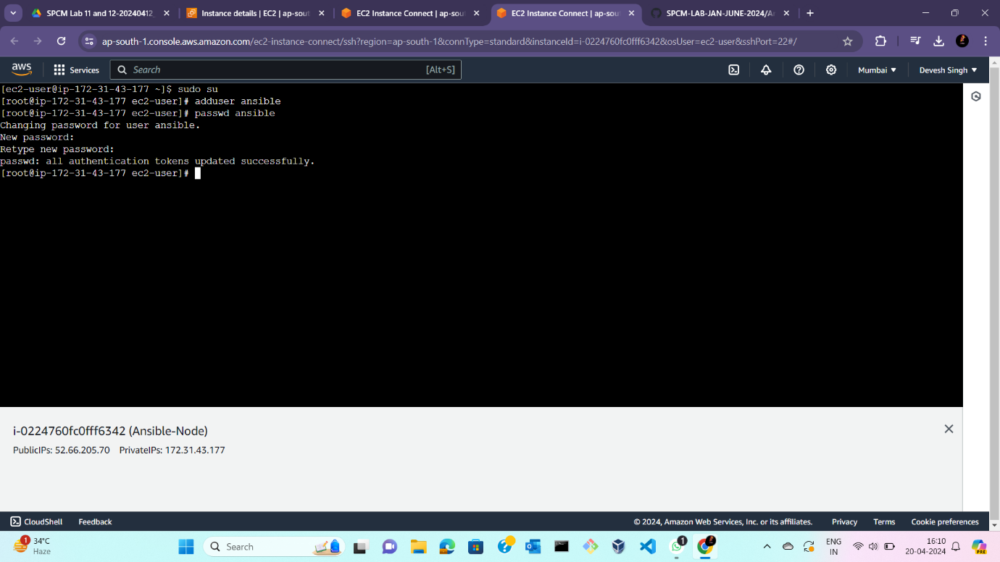 SPCM Lab 11 and 12-20240412_
Instance details | EC2 | ap-sout
EC2 Instance Connect | ap-sou
EC2 Instance Connect | ap-sou
SPCM-LAB-JAN-JUNE-2024/A
ap-south-1.console.aws.amazon.com/ec2-instance-connect/ssh?region=ap-south-1&connType=standard&instanceId=i-0224760fc0fff6342&osUser=ec2-user&sshPort=22#/
aws
Services
Search
[Alt+S]
Mumbai
Devesh Singh
[ec2-user@ip-172-31-43-177 ~]$ sudo su
[root@ip-172-31-43-177 ec2-user]# adduser ansible
[root@ip-172-31-43-177 ec2-user]# passwd ansible
Changing password for user ansible.
New password:
Retype new password:
passwd: all authentication tokens updated successfully.
[root@ip-172-31-43-177 ec2-user]#
i-0224760fc0fff6342 (Ansible-Node)
PublicIPs: 52.66.205.70 PrivateIPs: 172.31.43.177
CloudShell
Feedback
© 2024, Amazon Web Services, Inc. or its affiliates.
Privacy
Terms
Cookie preferences
1
34°C
Haze
Search
1
ENG
IN
16:10
20-04-2024
PRE